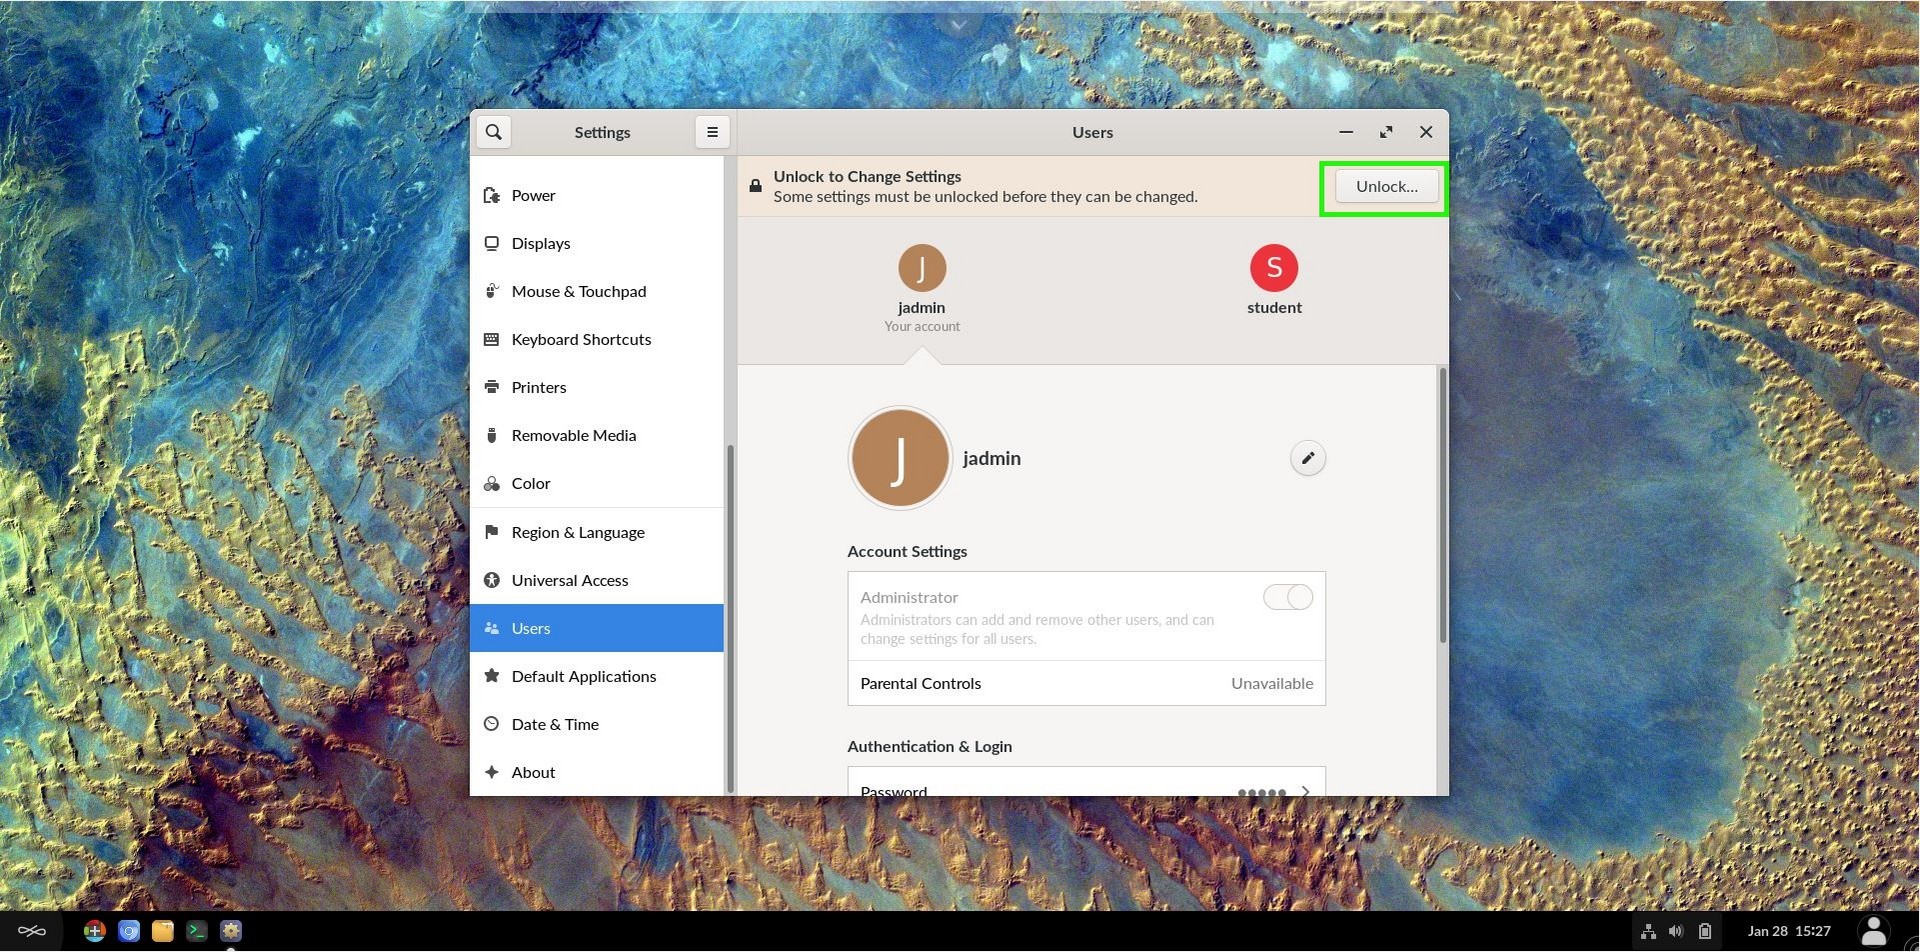 Settings
Users
Unlock to Change Settings
Some settings must be unlocked before they can be changed.
Unlock...
Power
Displays
Mouse & Touchpad
Keyboard Shortcuts
Printers
Removable Media
Color
Region & Language
Universal Access
Users
Default Applications
Date & Time
About
J
jadmin
Your account
S
student
J
jadmin
Account Settings
Administrator
Administrators can add and remove other users, and can
change settings for all users.
Parental Controls
Unavailable
Authentication & Login
Password
●●●●●
Jan 28 15:27